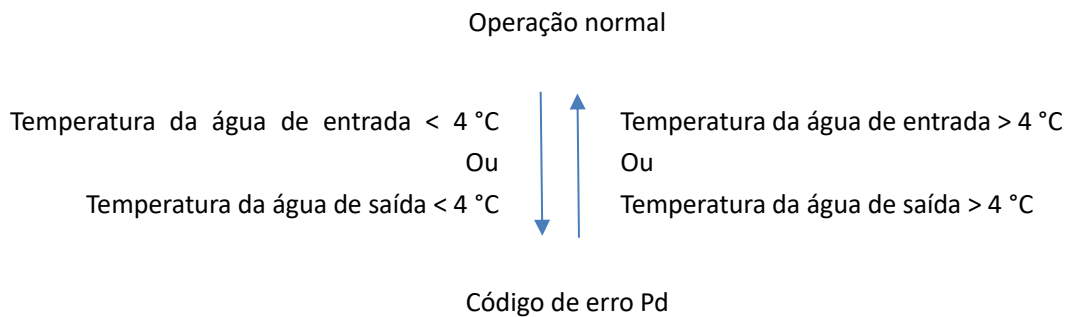 Operação normal
Temperatura da água de entrada < 4 °C
Ou
Temperatura da água de saída < 4 °C
Temperatura da água de entrada > 4 °C
Ou
Temperatura da água de saída > 4 °C
Código de erro Pd